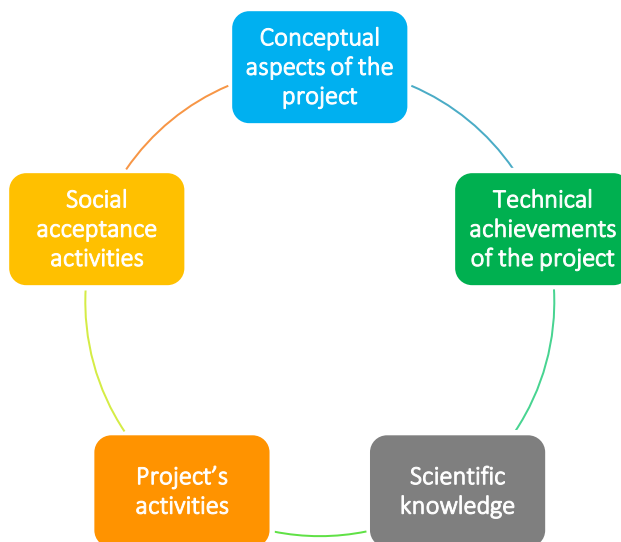 Conceptual
aspects of the
project
Social
acceptance
activities
Technical
achievements
of the project
Project’s
activities
Scientific
knowledge